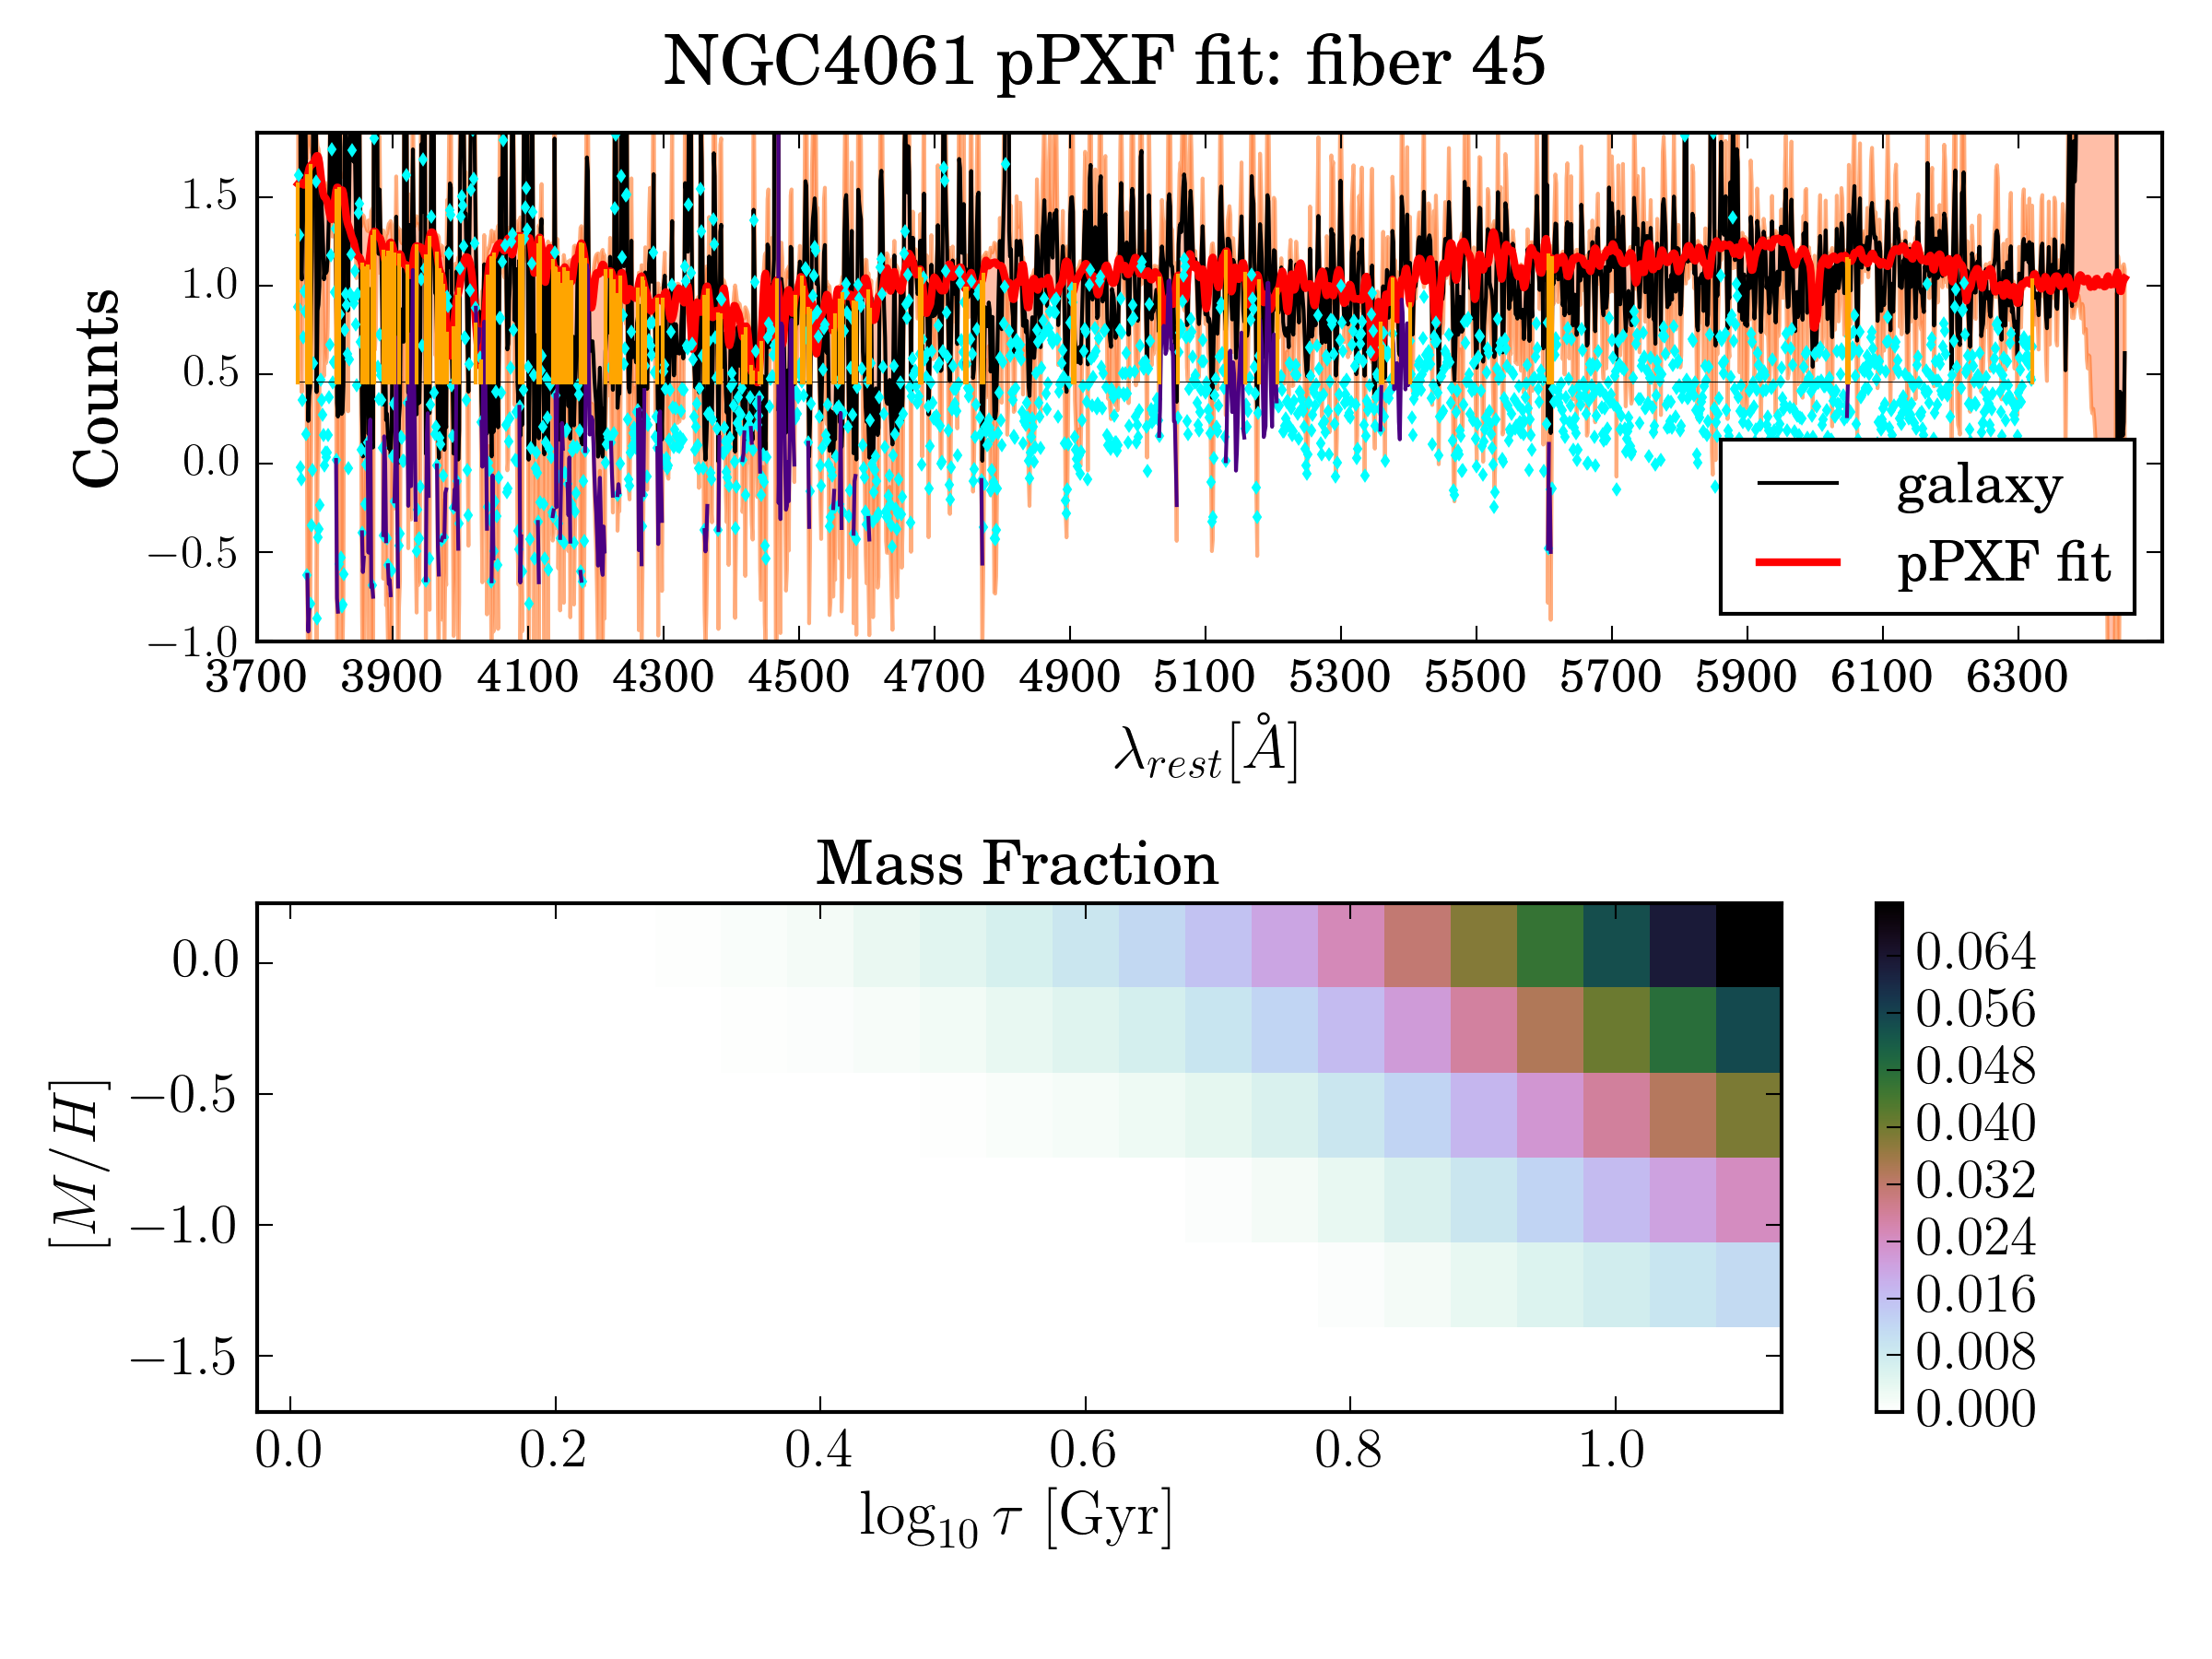 NGC4061 pPXF fit: fiber 45
Counts
1.5
1.0
0.5
0.0
−0.5
−1.0
galaxy
pPXF fit
3700 3900 4100 4300 4500 4700 4900 5100 5300 5500 5700 5900 6100 6300
λrest[Å]
Mass Fraction
[M/H]
0.0
−0.5
−1.0
−1.5
0.0 0.2 0.4 0.6 0.8 1.0
log10 τ [Gyr]
0.064
0.056
0.048
0.040
0.032
0.024
0.016
0.008
0.000